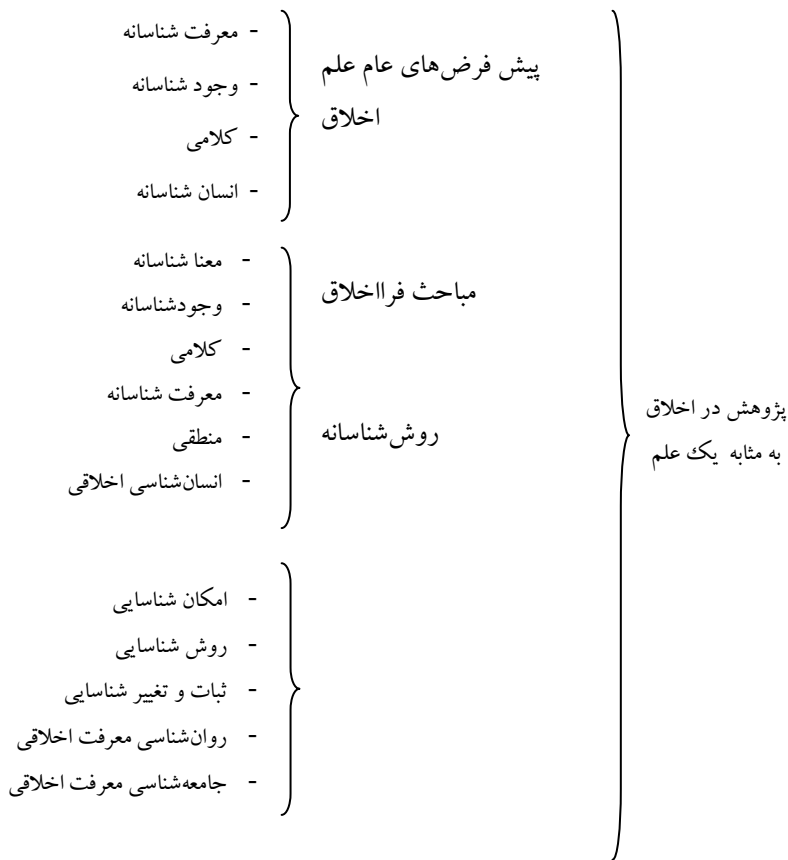 پژوهش در اخلاق
به مثابه یک علم
پیش فرض‌های عام علم
اخلاق
- معرفت شناسانه
- وجود شناسانه
- کلامی
- انسان شناسانه
مباحث فرااخلاق
- معنا شناسانه
- وجودشناسانه
- کلامی
- معرفت شناسانه
- منطقی
- انسان‌شناسی اخلاقی
روش‌شناسانه
- امکان شناسایی
- روش شناسایی
- ثبات و تغییر شناسایی
- روان‌شناسی معرفت اخلاقی
- جامعه‌شناسی معرفت اخلاقی